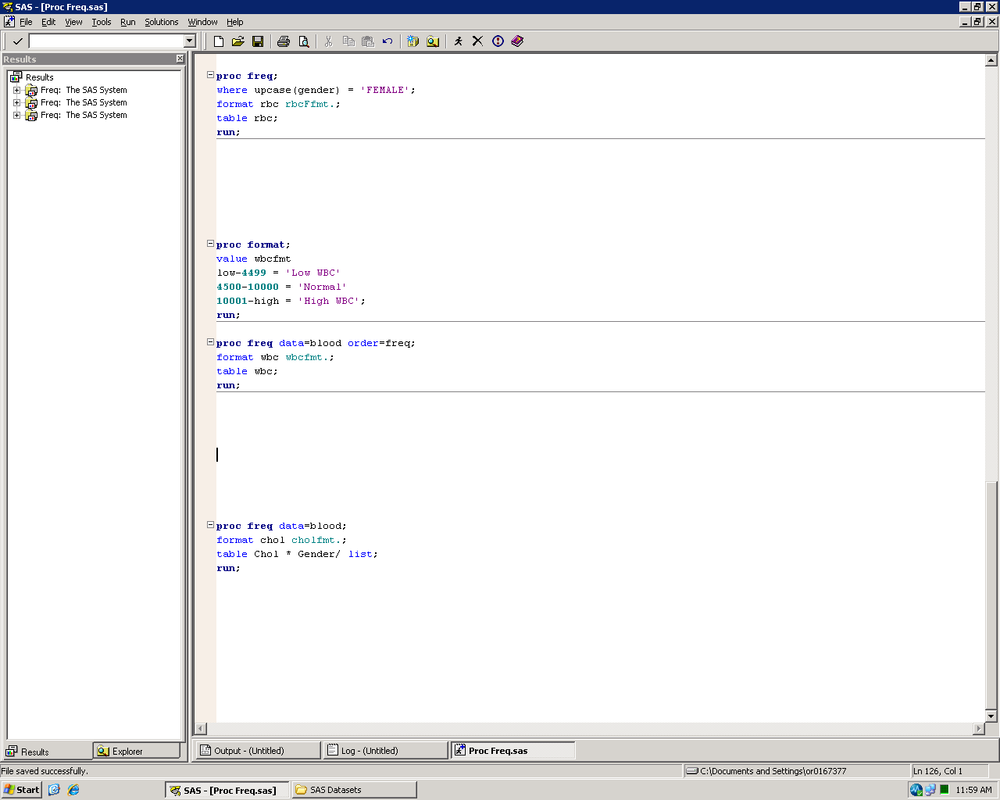 SAS - [Proc Freq.sas]
File Edit View Tools Run Solutions Window Help
Results
Results
Freq: The SAS System
Freq: The SAS System
Freq: The SAS System
proc freq;
where upcase(gender) = 'FEMALE';
format rbc rbcFfmt.;
table rbc;
run;
proc format;
value wbcfmt
low-4499 = 'Low WBC'
4500-10000 = 'Normal'
10001-high = 'High WBC';
run;
proc freq data=blood order=freq;
format wbc wbcfmt.;
table wbc;
run;
proc freq data=blood;
format chol cholfmt.;
table Chol * Gender/ list;
run;
Results Explorer
Output - (Untitled) Log - (Untitled) Proc Freq.sas
File saved successfully. C:\Documents and Settings\or0167377 Ln 126, Col 1
Start SAS - [Proc Freq.sas] SAS Datasets 11:59 AM